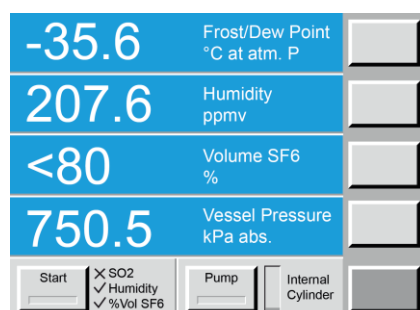 -35.6
Frost/Dew Point
°C at atm. P
207.6
Humidity
ppmv
<80
Volume SF6
%
750.5
Vessel Pressure
kPa abs.
Start
✕ SO2
✓ Humidity
✓ %Vol SF6
Pump
Internal
Cylinder